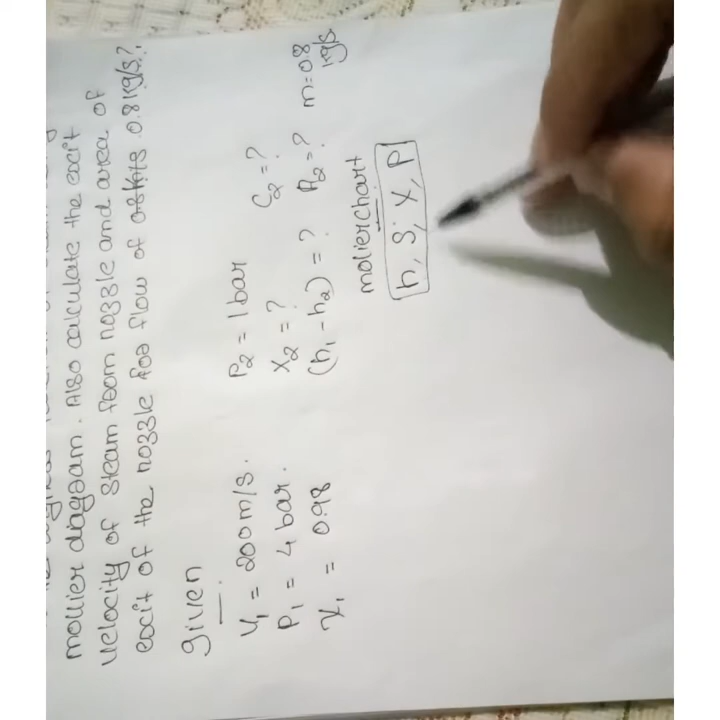 mollier diagram. Also calculate the exit
velocity of steam from nozzle and area of
exit of the nozzle for flow of 0.8 kg/s?
given
V₁ = 200 m/s.
P₁ = 4 bar.
x₁ = 0.98
P₂ = 1 bar
x₂ = ?
(h₁ - h₂) = ?
C₂ = ?
A₂ = ?
m = 0.8
kg/s
molier chart
h, s, x, P